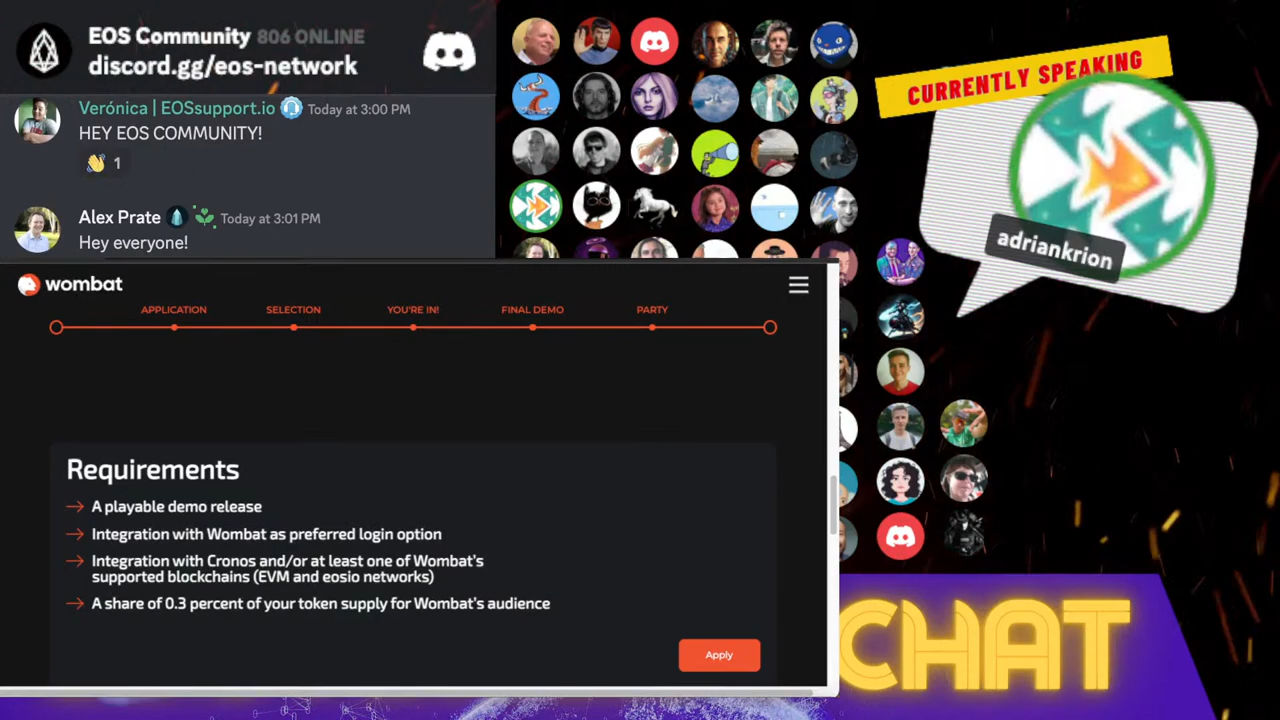 EOS Community 806 ONLINE
discord.gg/eos-network
Verónica | EOSsupport.io Today at 3:00 PM
HEY EOS COMMUNITY!
1
Alex Prate Today at 3:01 PM
Hey everyone!
CURRENTLY SPEAKING
adriankrion
wombat
APPLICATION SELECTION YOU'RE IN! FINAL DEMO PARTY
Requirements
A playable demo release
Integration with Wombat as preferred login option
Integration with Cronos and/or at least one of Wombat's
supported blockchains (EVM and eosio networks)
A share of 0.3 percent of your token supply for Wombat's audience
Apply
CHAT